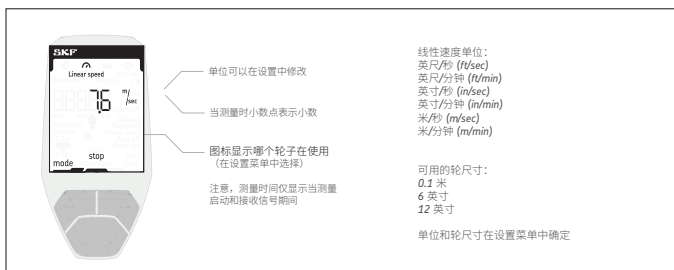 SKF
Linear speed
7.6 m/sec
stop
mode
单位可以在设置中修改
当测量时小数点表示小数
图标显示哪个轮子在使用
（在设置菜单中选择）
注意，测量时间仅显示当测量
启动和接收信号期间
线性速度单位：
英尺/秒 (ft/sec)
英尺/分钟 (ft/min)
英寸/秒 (in/sec)
英寸/分钟 (in/min)
米/秒 (m/sec)
米/分钟 (m/min)
可用的轮尺寸：
0.1 米
6 英寸
12 英寸
单位和轮尺寸在设置菜单中确定